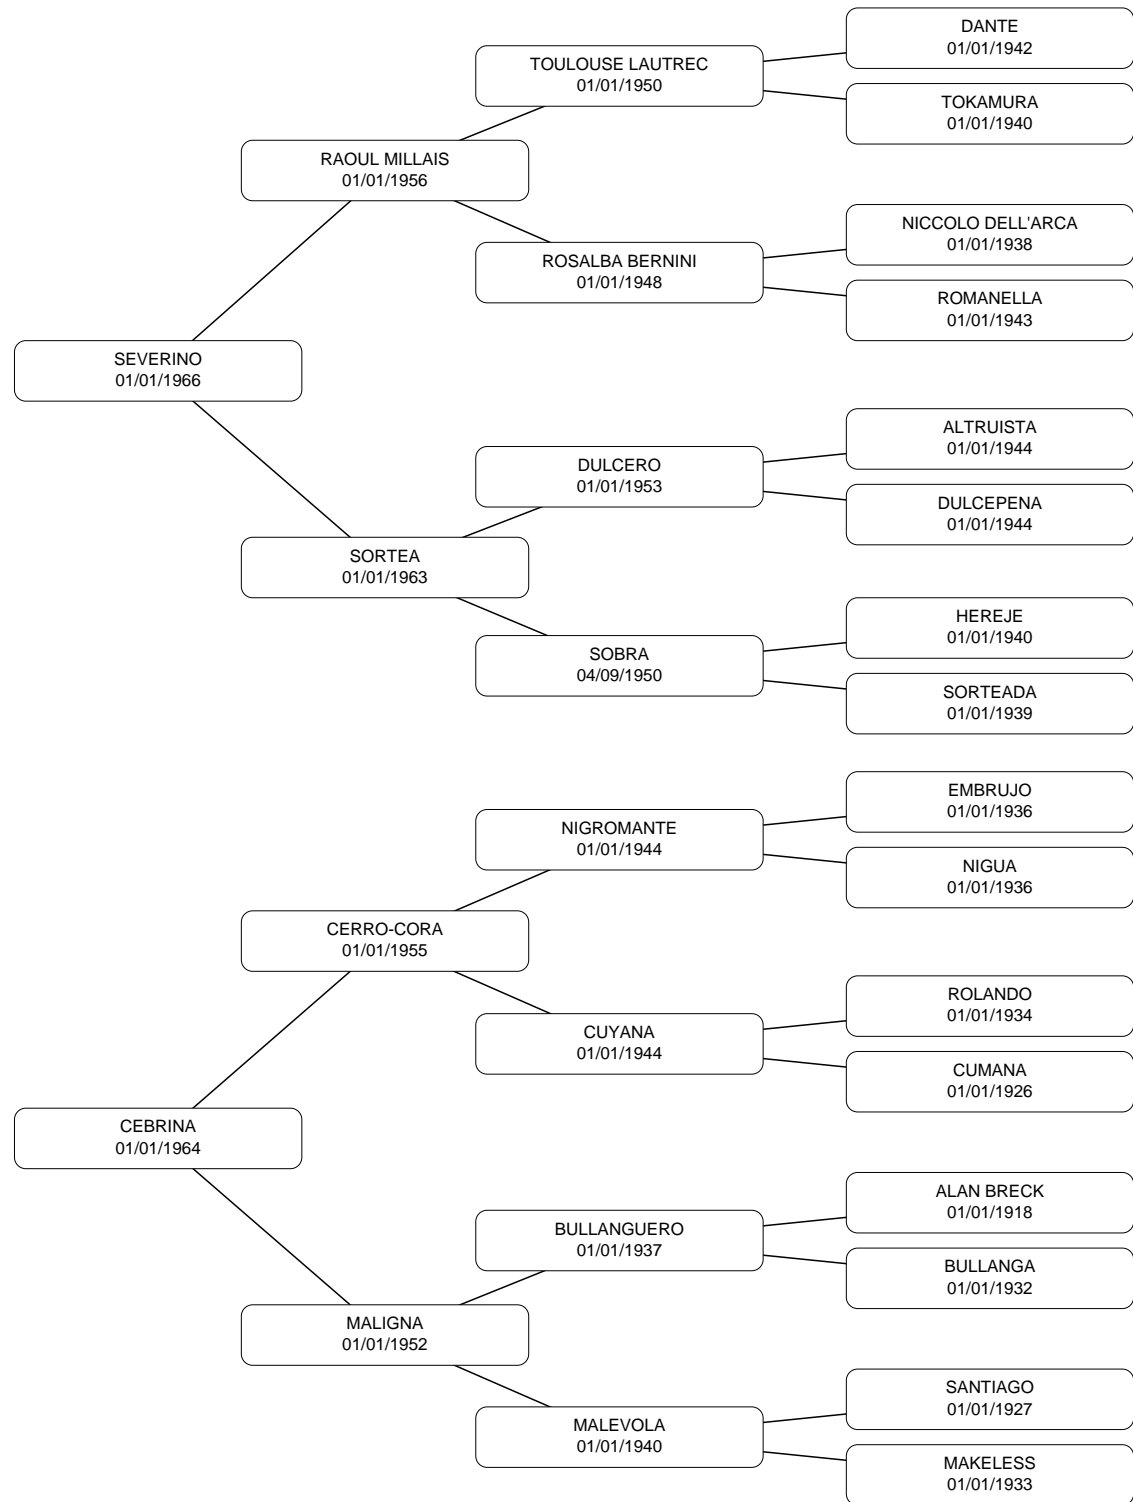 DANTE
01/01/1942
TOULOUSE LAUTREC
01/01/1950
TOKAMURA
01/01/1940
RAOUL MILLAIS
01/01/1956
NICCOLO DELL'ARCA
01/01/1938
ROSALBA BERNINI
01/01/1948
ROMANELLA
01/01/1943
SEVERINO
01/01/1966
ALTRUISTA
01/01/1944
DULCERO
01/01/1953
DULCEPENA
01/01/1944
SORTEA
01/01/1963
HEREJE
01/01/1940
SOBRA
04/09/1950
SORTEADA
01/01/1939
EMBRUJO
01/01/1936
NIGROMANTE
01/01/1944
NIGUA
01/01/1936
CERRO-CORA
01/01/1955
ROLANDO
01/01/1934
CUYANA
01/01/1944
CUMANA
01/01/1926
CEBRINA
01/01/1964
ALAN BRECK
01/01/1918
BULLANGUERO
01/01/1937
BULLANGA
01/01/1932
MALIGNA
01/01/1952
SANTIAGO
01/01/1927
MALEVOLA
01/01/1940
MAKELESS
01/01/1933